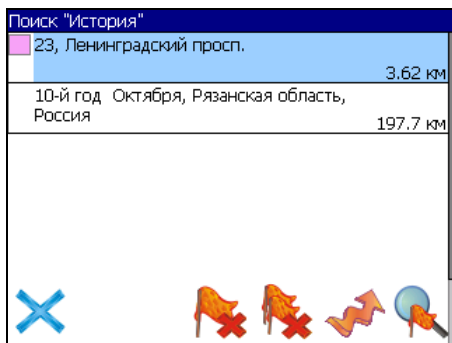 Поиск "История"
23, Ленинградский просп.
3.62 км
10-й год Октября, Рязанская область,
Россия
197.7 км